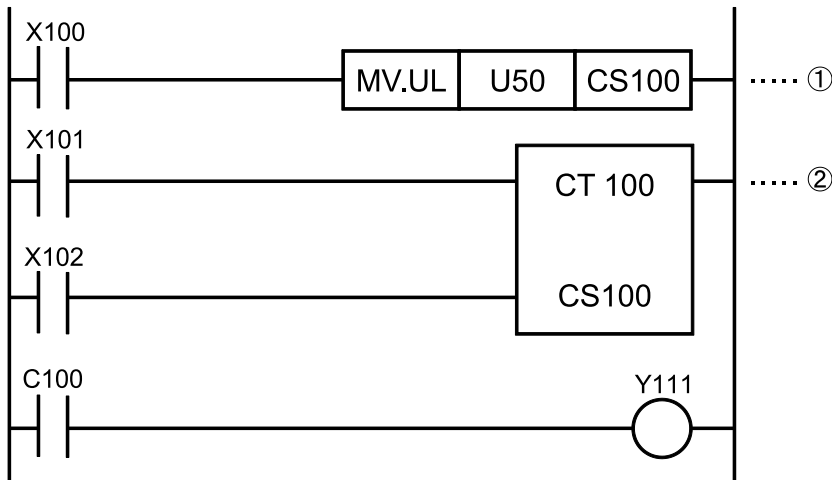 X100
MV.UL U50 CS100 ····· ①
X101
CT 100 ····· ②
X102
CS100
C100 Y111